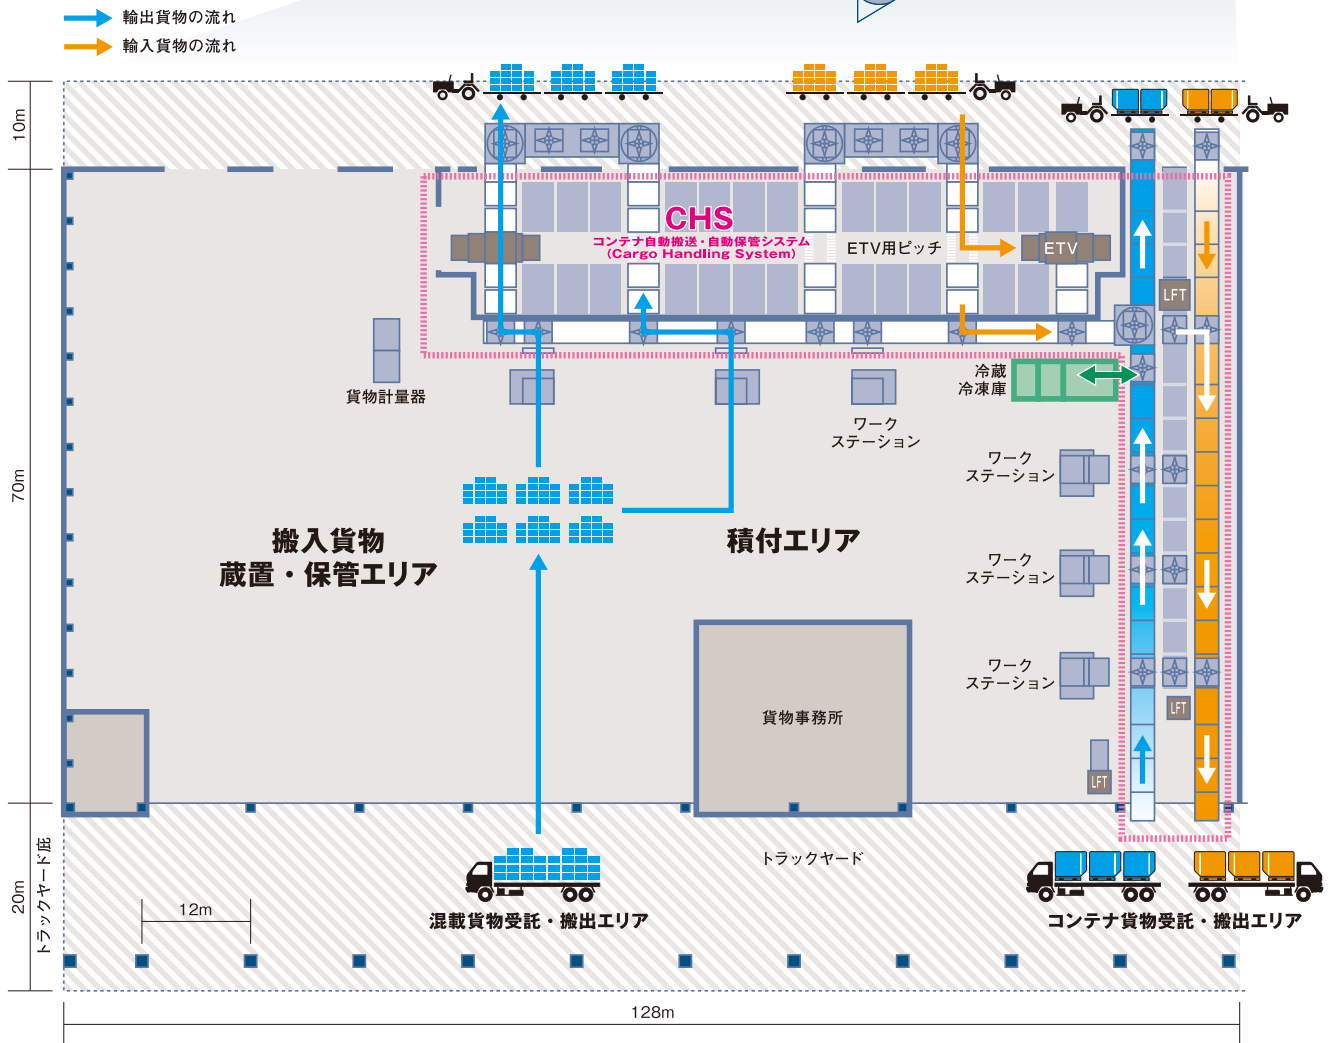 輸出貨物の流れ
輸入貨物の流れ
10m
CHS
コンテナ自動搬送・自動保管システム
(Cargo Handling System)
ETV用ピッチ
ETV
LFT
冷蔵
冷凍庫
貨物計量器
ワーク
ステーション
ワーク
ステーション
70m
搬入貨物
蔵置・保管エリア
積付エリア
ワーク
ステーション
ワーク
ステーション
貨物事務所
LFT
LFT
トラックヤード
20m
トラックヤード庇
12m
混載貨物受託・搬出エリア
コンテナ貨物受託・搬出エリア
128m